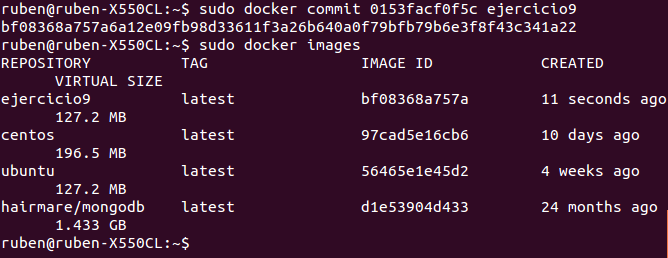 ruben@ruben-X550CL:~$ sudo docker commit 0153facf0f5c ejercicio9
bf08368a757a6a12e09fb98d33611f3a26b640a0f79bfb79b6e3f8f43c341a22
ruben@ruben-X550CL:~$ sudo docker images
REPOSITORY TAG IMAGE ID CREATED
VIRTUAL SIZE
ejercicio9 latest bf08368a757a 11 seconds ago
127.2 MB
centos latest 97cad5e16cb6 10 days ago
196.5 MB
ubuntu latest 56465e1e45d2 4 weeks ago
127.2 MB
hairmare/mongodb latest d1e53904d433 24 months ago
1.433 GB
ruben@ruben-X550CL:~$